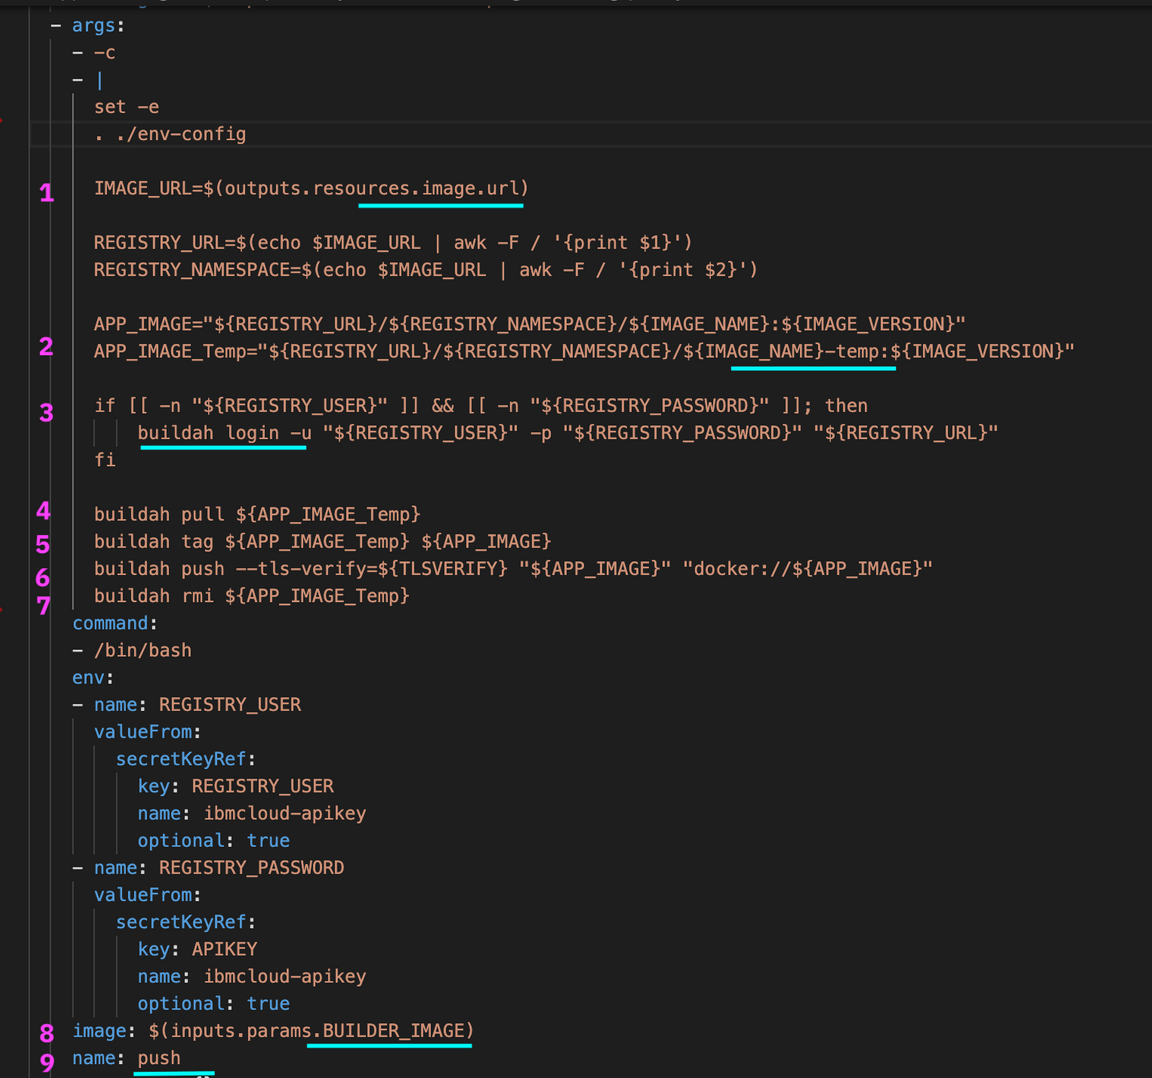 - args:
- -c
- |
set -e
. ./env-config
1 IMAGE_URL=$(outputs.resources.image.url)
REGISTRY_URL=$(echo $IMAGE_URL | awk -F / '{print $1}')
REGISTRY_NAMESPACE=$(echo $IMAGE_URL | awk -F / '{print $2}')
APP_IMAGE="${REGISTRY_URL}/${REGISTRY_NAMESPACE}/${IMAGE_NAME}:${IMAGE_VERSION}"
2 APP_IMAGE_Temp="${REGISTRY_URL}/${REGISTRY_NAMESPACE}/${IMAGE_NAME}-temp:${IMAGE_VERSION}"
3 if [[ -n "${REGISTRY_USER}" ]] && [[ -n "${REGISTRY_PASSWORD}" ]]; then
buildah login -u "${REGISTRY_USER}" -p "${REGISTRY_PASSWORD}" "${REGISTRY_URL}"
fi
4 buildah pull ${APP_IMAGE_Temp}
5 buildah tag ${APP_IMAGE_Temp} ${APP_IMAGE}
6 buildah push --tls-verify=${TLSVERIFY} "${APP_IMAGE}" "docker://${APP_IMAGE}"
7 buildah rmi ${APP_IMAGE_Temp}
command:
- /bin/bash
env:
- name: REGISTRY_USER
valueFrom:
secretKeyRef:
key: REGISTRY_USER
name: ibmcloud-apikey
optional: true
- name: REGISTRY_PASSWORD
valueFrom:
secretKeyRef:
key: APIKEY
name: ibmcloud-apikey
optional: true
8 image: $(inputs.params.BUILDER_IMAGE)
9 name: push